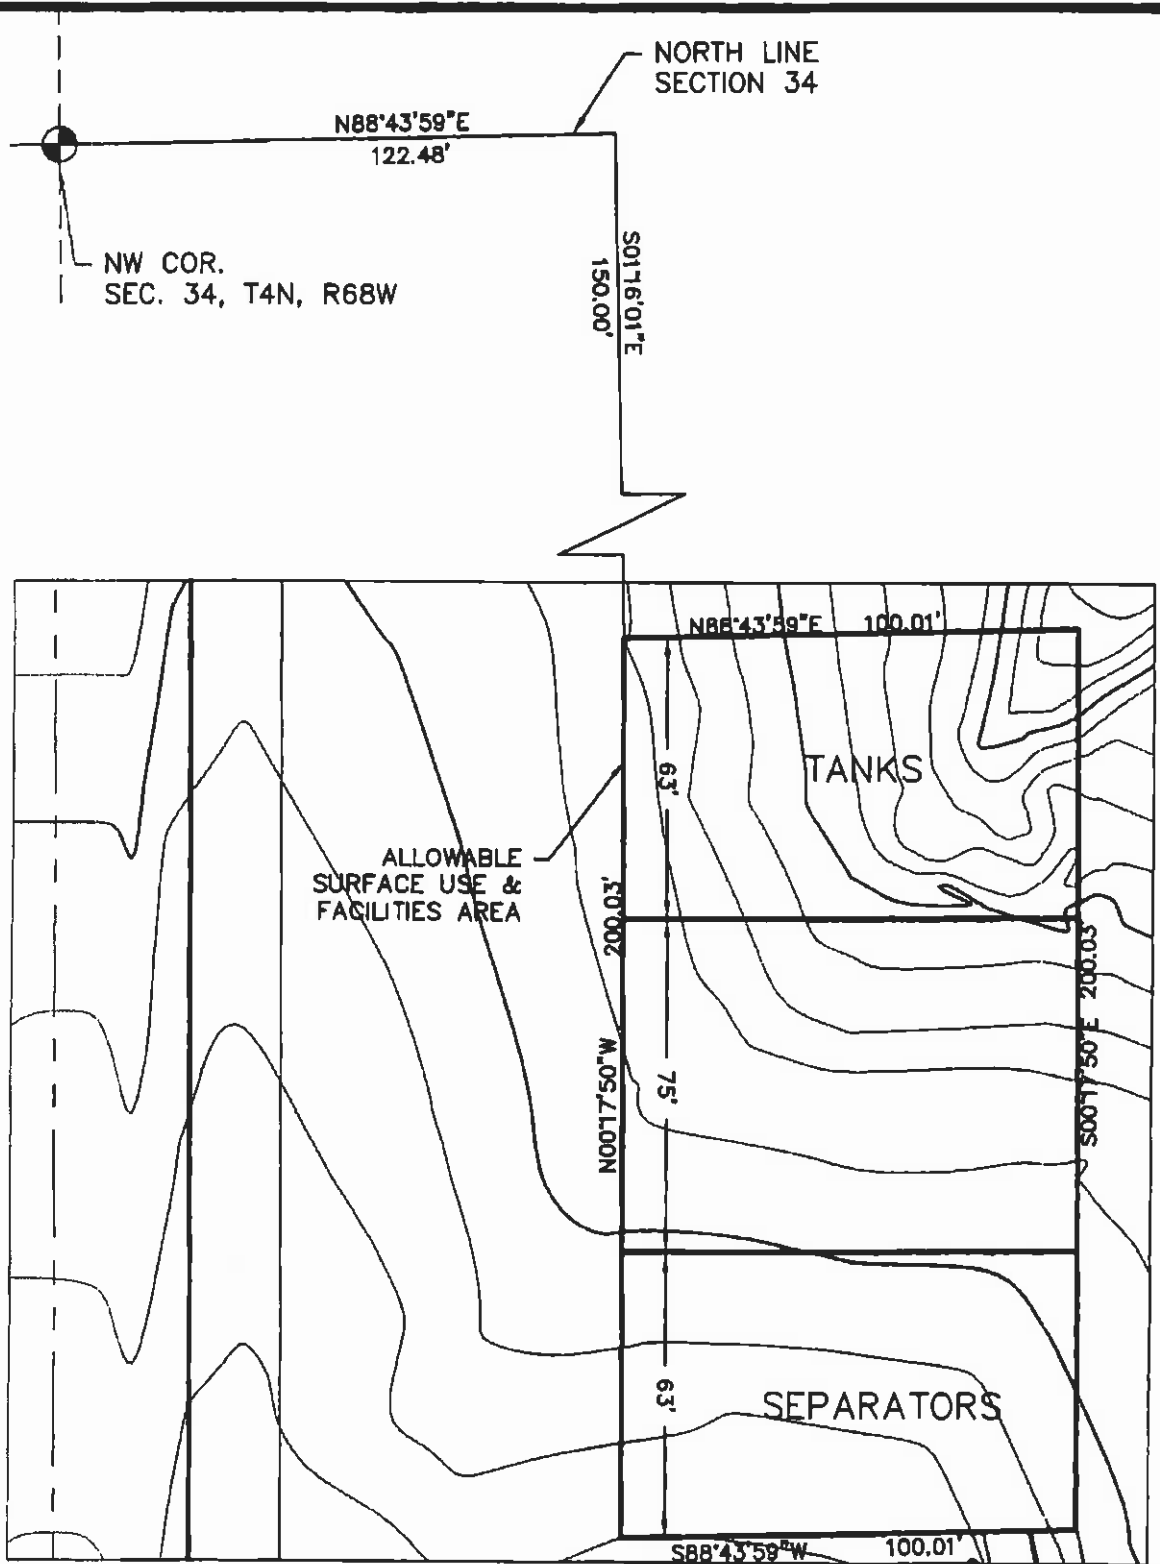 NORTH LINE
SECTION 34
N88°43'59"E
122.48'
NW COR.
SEC. 34, T4N, R68W
S01°16'01"E
150.00'
N88°43'59"E 100.01'
TANKS
63'
ALLOWABLE
SURFACE USE &
FACILITIES AREA
200.03'
N00°17'50"W
75'
S00°17'50"E 200.03'
63'
SEPARATORS
S88°43'59"W 100.01'